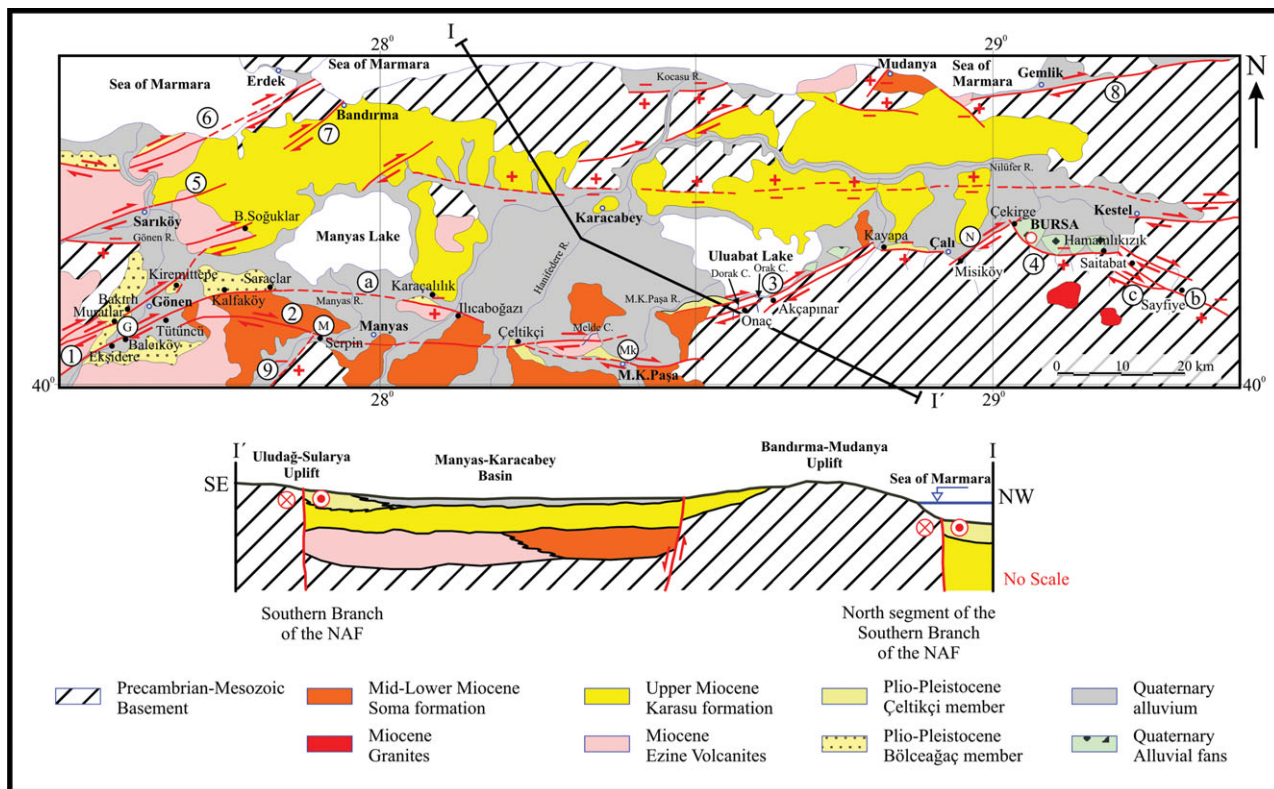 28°
29°
I
N
Sea of Marmara
Erdek
Sea of Marmara
Kocasu R.
Mudanya
Sea of
Marmara
Gemlik
6
7
8
Bandırma
5
Nilüfer R.
Sarıköy
Gönen R.
B.Soğuklar
Manyas Lake
Karacabey
Çekirge
BURSA
Kestel
Hamamlıkızık
N
Kayapa
Çalı
Misiköy
4
Saitabat
Uluabat Lake
Dorak C.
Orak C.
3
Hanifedere R.
Kiremittepe
Saraçlar
a
Karaçalılık
Bakırlı
Gönen
Kalfaköy
Manyas R.
M.K.Paşa R.
Akçapınar
Onaç
c
Sayfiye
b
Muratlar
G
Tütüncü
2
M
Manyas
Ilıcaboğazı
Çeltikçi
Melde C.
Mk
1
Ekşidere
Balcıköy
Serpin
9
M.K.Paşa
40°
28°
29°
40°
0 10 20 km
I´
I´
I
SE
Uludağ-Sularya
Uplift
Manyas-Karacabey
Basin
Bandırma-Mudanya
Uplift
Sea of Marmara
NW
No Scale
Southern Branch
of the NAF
North segment of the
Southern Branch
of the NAF
Precambrian-Mesozoic
Basement
Mid-Lower Miocene
Soma formation
Upper Miocene
Karasu formation
Plio-Pleistocene
Çeltikçi member
Quaternary
alluvium
Miocene
Granites
Miocene
Ezine Volcanites
Plio-Pleistocene
Bölceağaç member
Quaternary
Alluvial fans